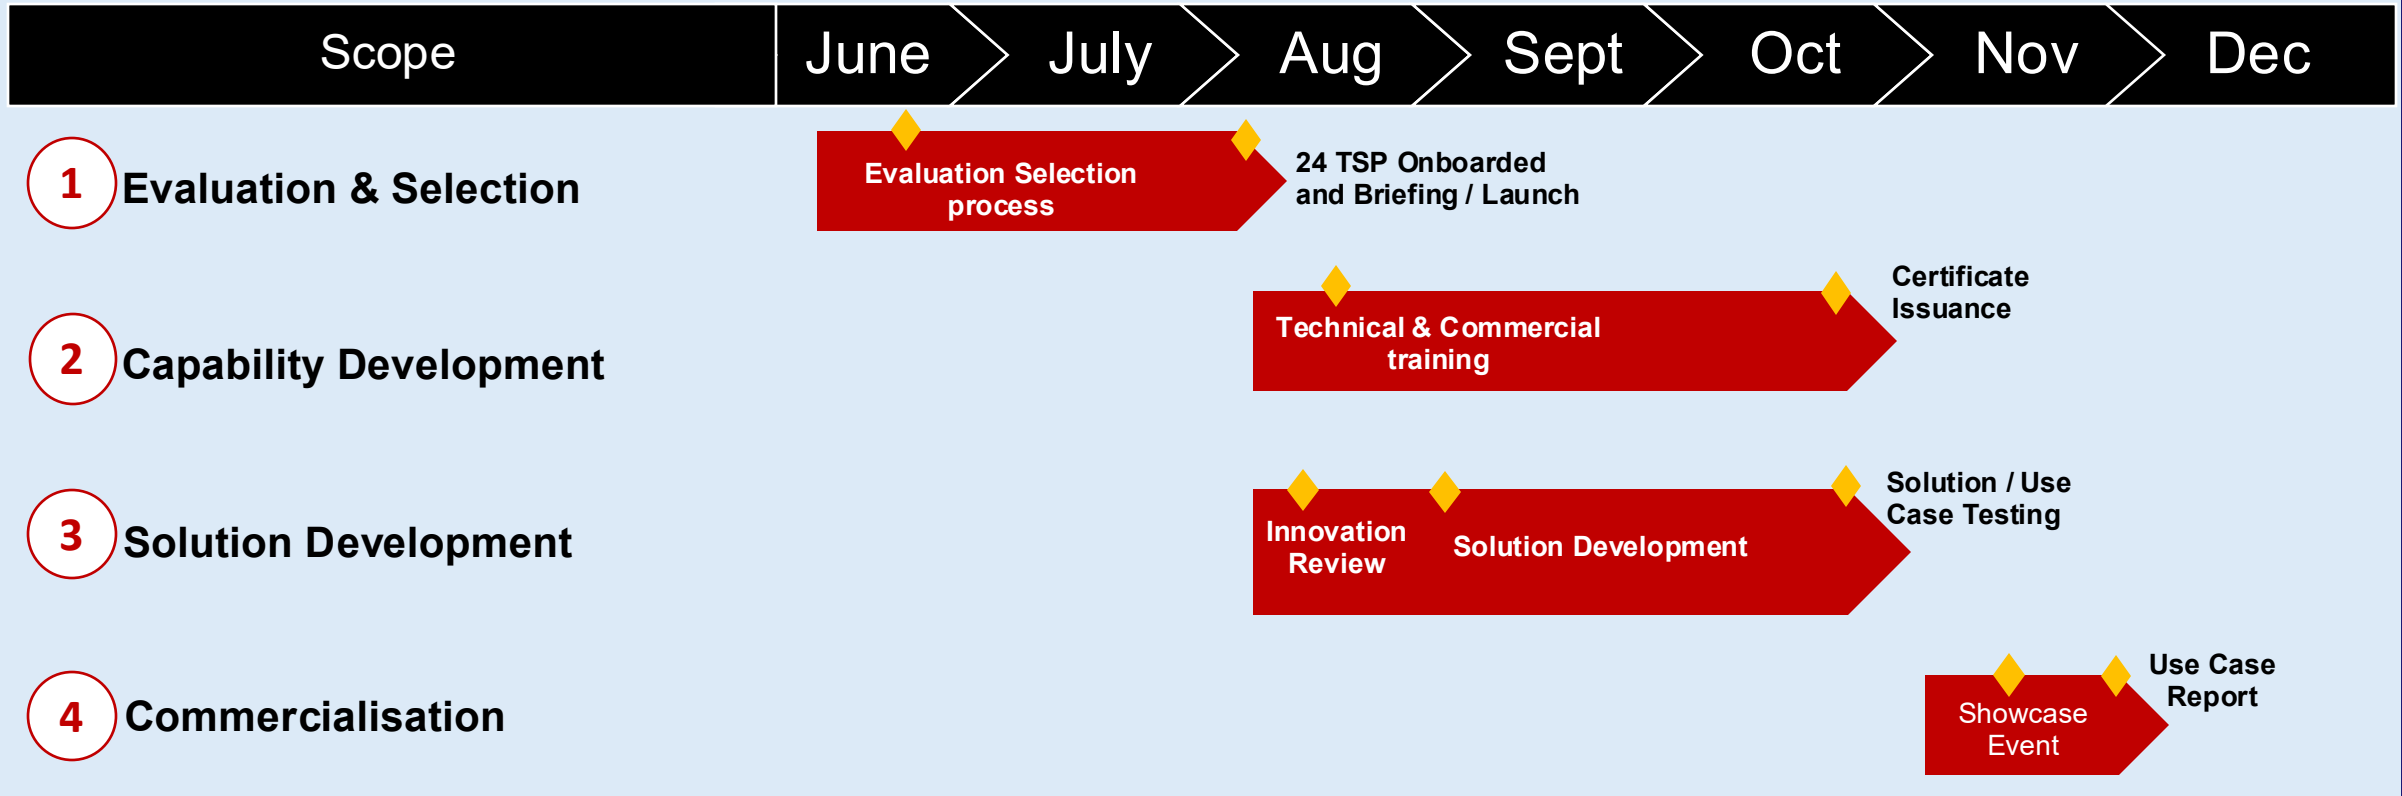 Scope
June
July
Aug
Sept
Oct
Nov
Dec
1
Evaluation & Selection
Evaluation Selection
process
24 TSP Onboarded
and Briefing / Launch
2
Capability Development
Technical & Commercial
training
Certificate
Issuance
3
Solution Development
Innovation
Review
Solution Development
Solution / Use
Case Testing
4
Commercialisation
Showcase
Event
Use Case
Report